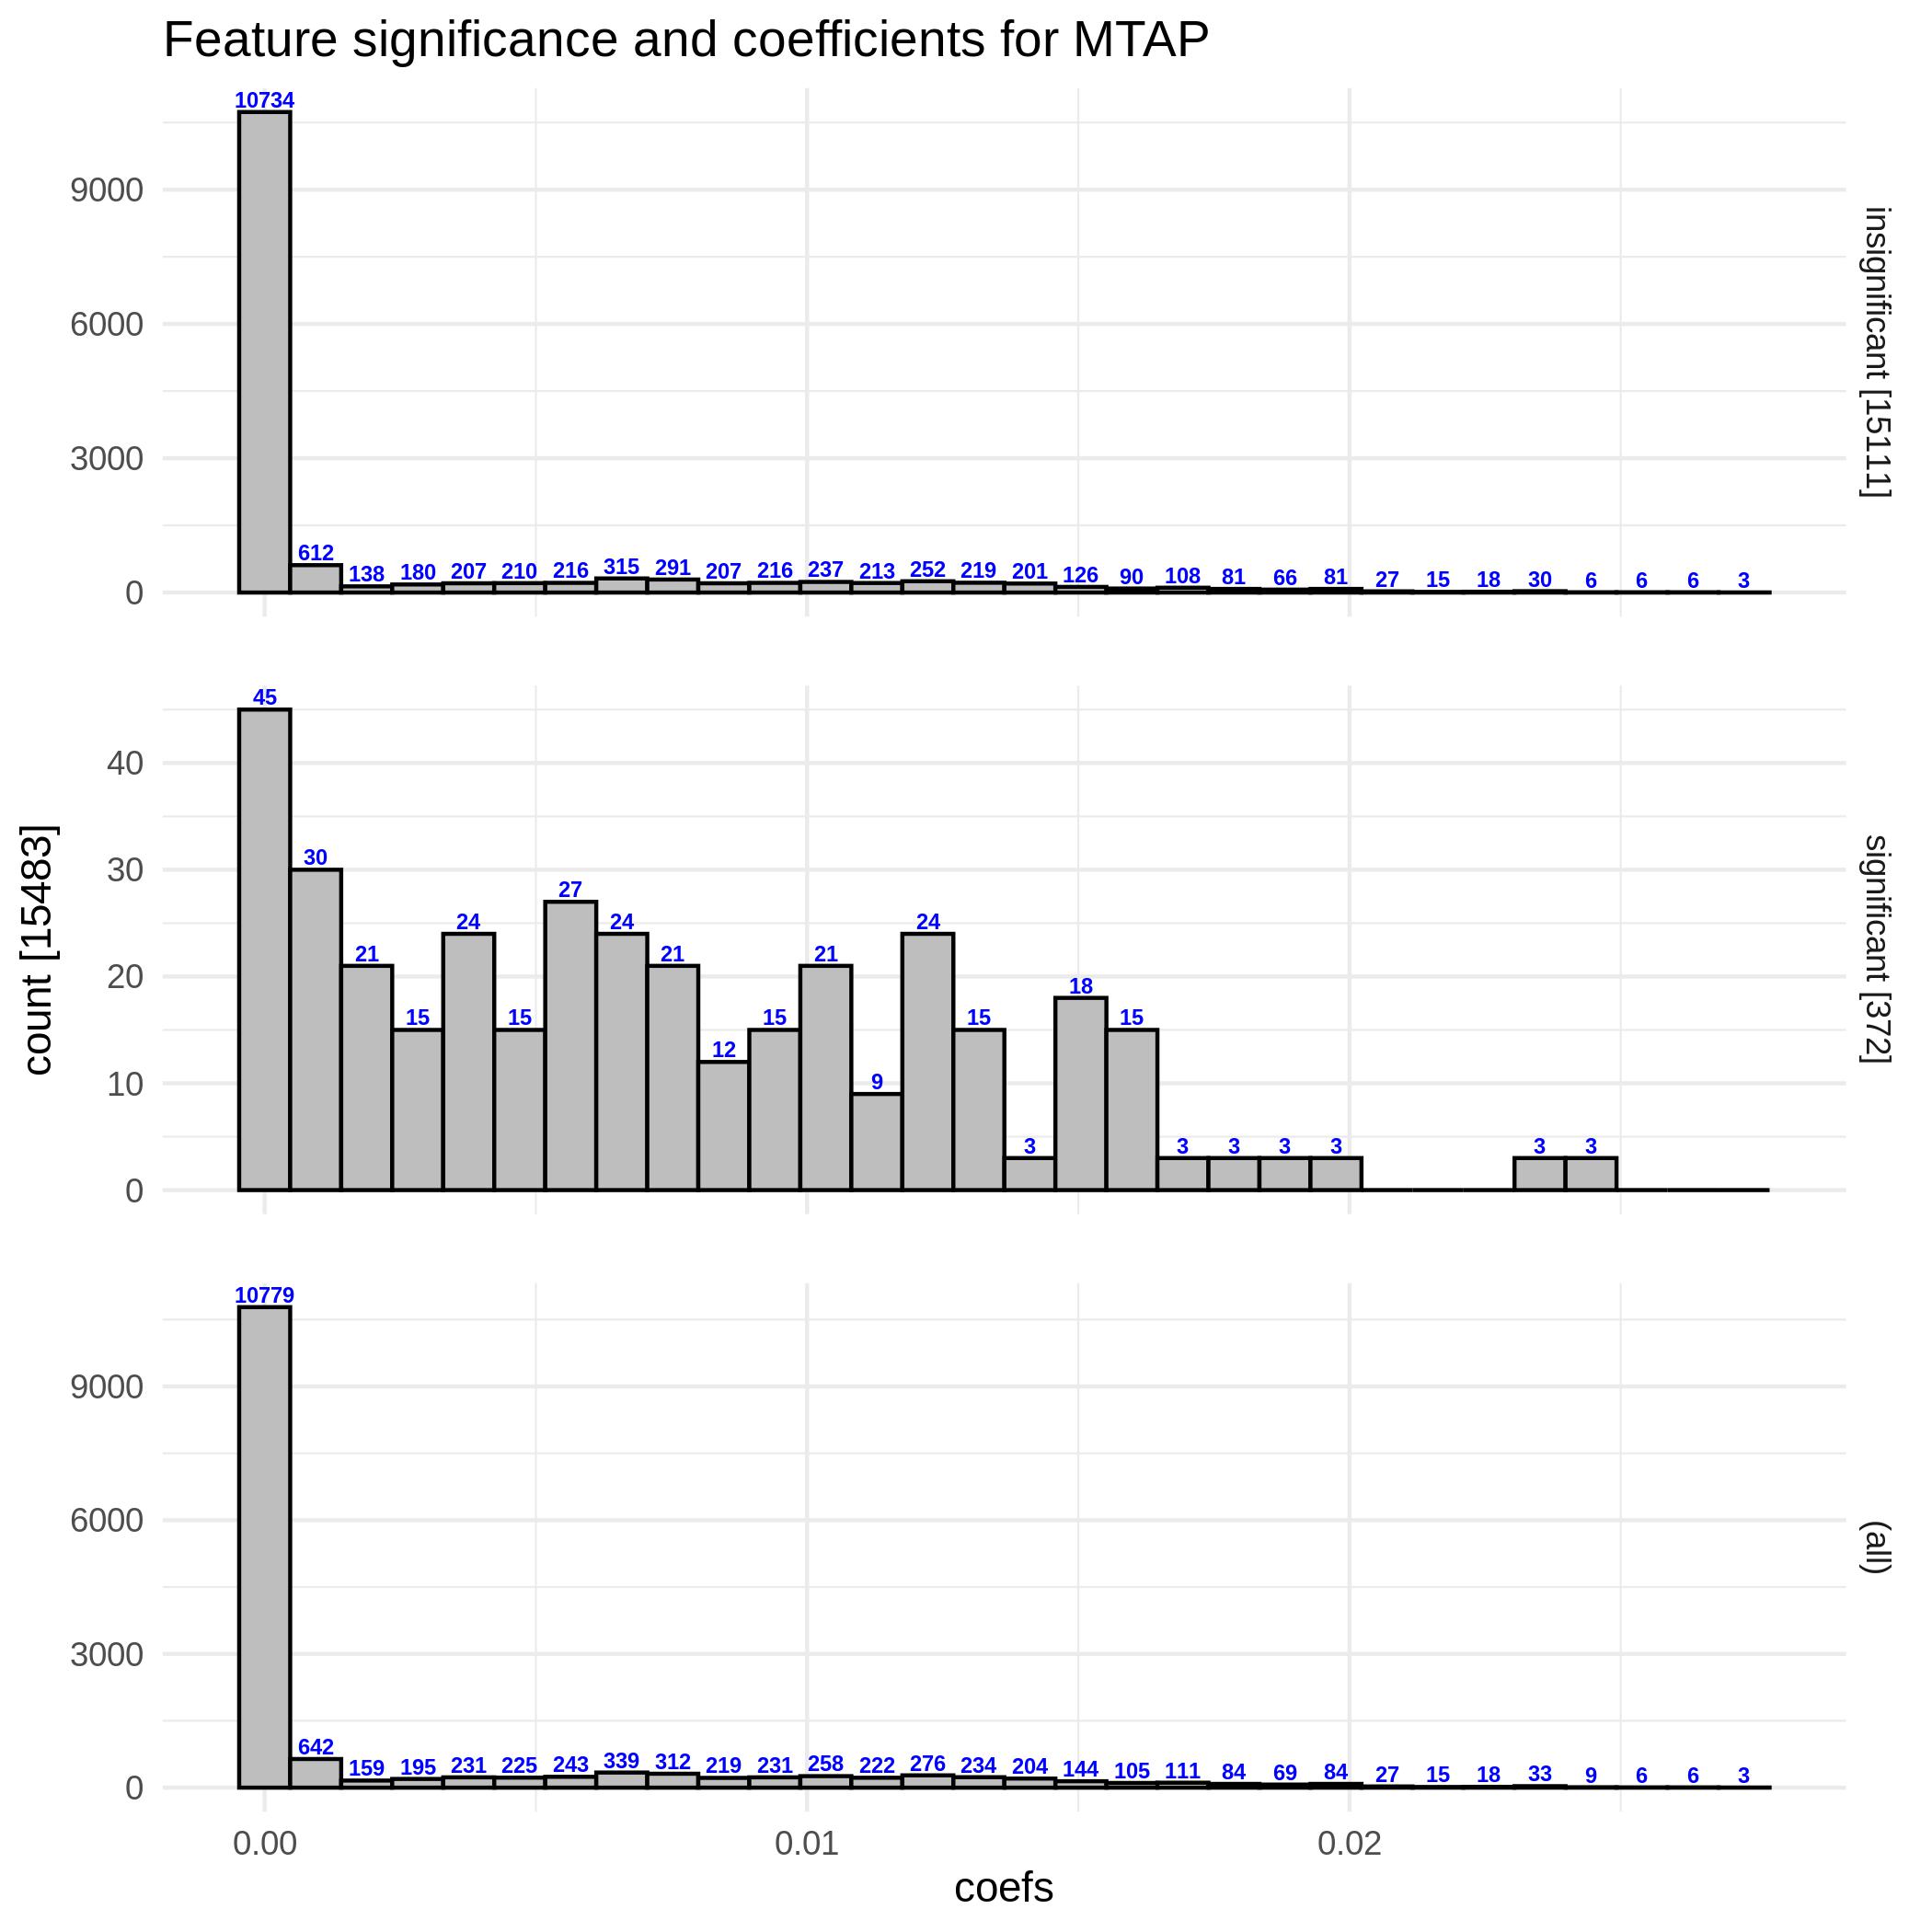 Feature significance and coefficients for MTAP
10734
9000
6000
3000
612 138 180 207 210 216 315 291 207 216 237 213 252 219 201 126 90 108 81 66 81 27 15 18 30 6 6 6 3
0
insignificant [15111]
45
40
30
30
27
24 24 24
21 21 21
20
18
15 15 15 15 15
12
10
9
3 3 3 3 3 3 3
0
significant [372]
count [15483]
10779
9000
6000
3000
642 159 195 231 225 243 339 312 219 231 258 222 276 234 204 144 105 111 84 69 84 27 15 18 33 9 6 6 3
0
(all)
0.00 0.01 0.02
coefs